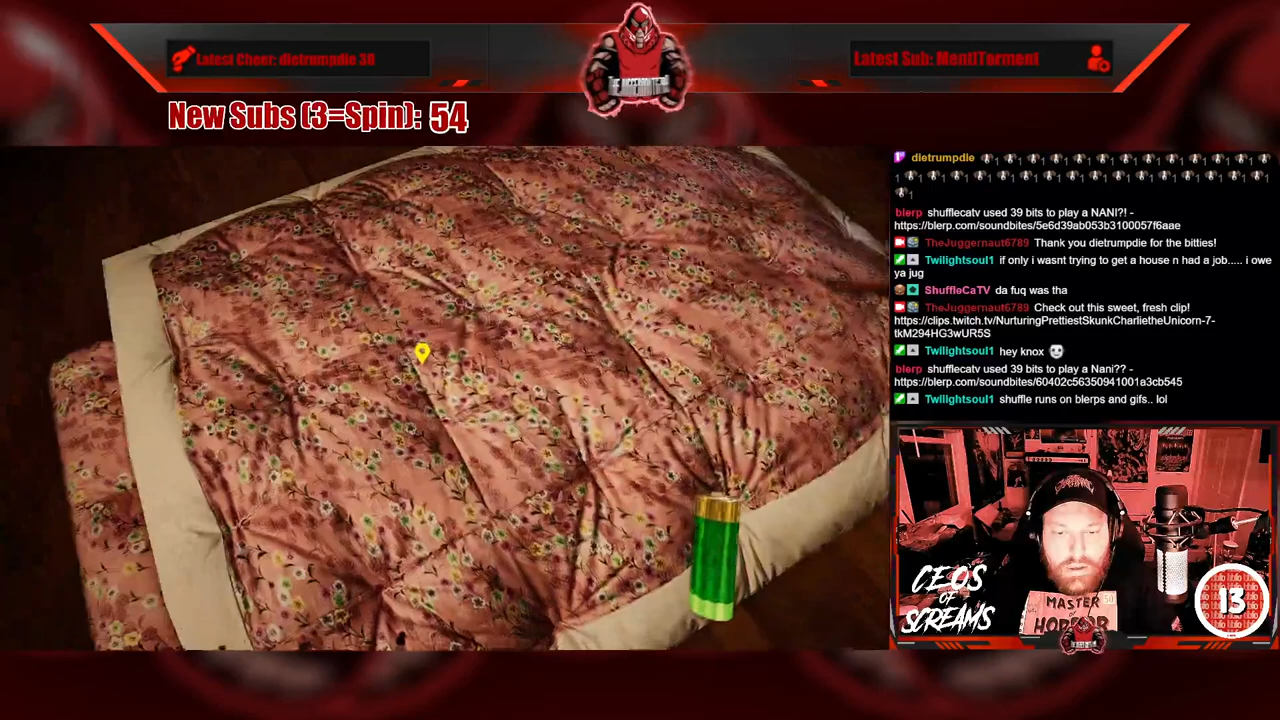 Latest Cheer: dietrumpdie 30
Latest Sub: MentlTorment
New Subs (3=Spin): 54
dietrumpdie
blerp shufflecatv used 39 bits to play a NANI?! -
https://blerp.com/soundbites/5e6d39ab053b3100057f6aae
TheJuggernaut6789 Thank you dietrumpdie for the bitties!
Twilightsoul1 if only i wasnt trying to get a house n had a job..... i owe
ya jug
ShuffleCaTV da fuq was tha
TheJuggernaut6789 Check out this sweet, fresh clip!
https://clips.twitch.tv/NurturingPrettiestSkunkCharlietheUnicorn-7-
tkM294HG3wUR5S
Twilightsoul1 hey knox
blerp shufflecatv used 39 bits to play a Nani?? -
https://blerp.com/soundbites/60402c56350941001a3cb545
Twilightsoul1 shuffle runs on blerps and gifs.. lol
CEOS
OF
SCREAMS
MASTER
HORROR
13